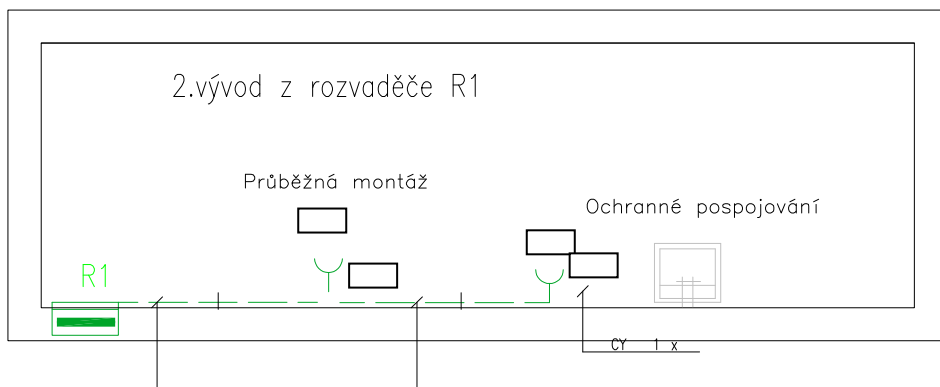 2.vývod z rozvaděče R1
Průběžná montáž
Ochranné pospojování
R1
CY 1 x